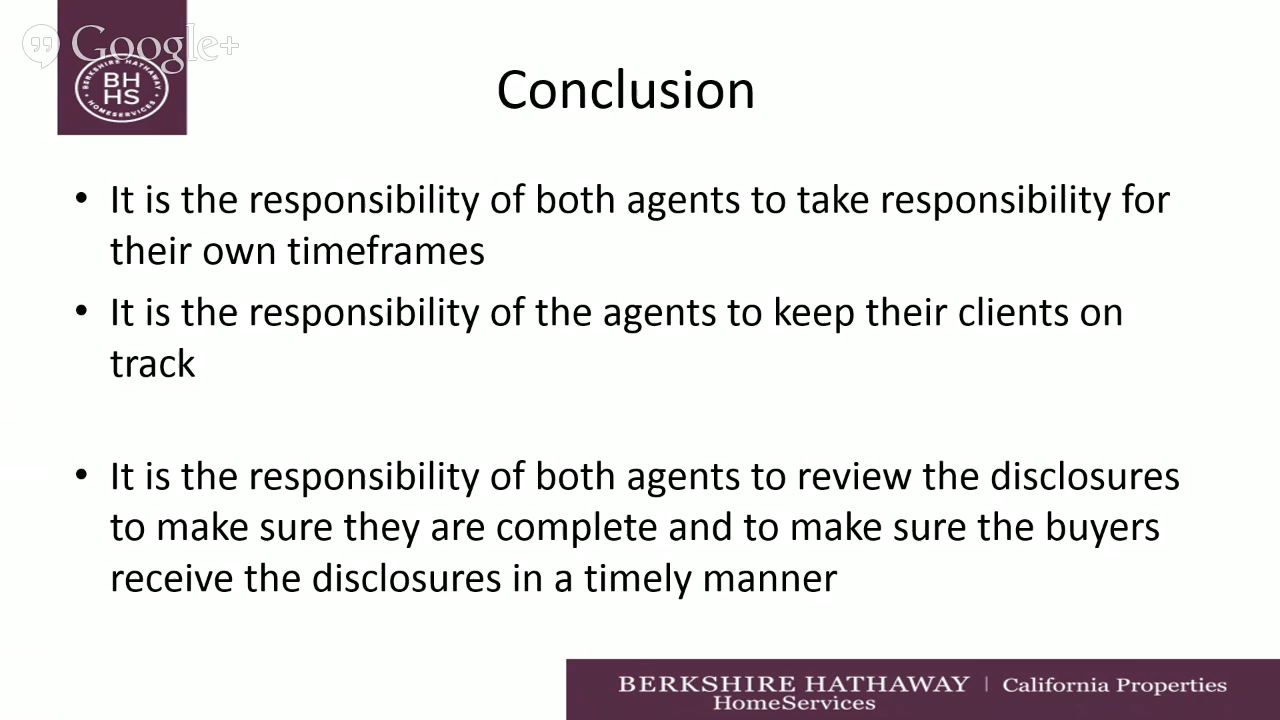 Google+
BERKSHIRE HATHAWAY
BH
HS
HOMESERVICES
Conclusion
• It is the responsibility of both agents to take responsibility for
their own timeframes
• It is the responsibility of the agents to keep their clients on
track
• It is the responsibility of both agents to review the disclosures
to make sure they are complete and to make sure the buyers
receive the disclosures in a timely manner
BERKSHIRE HATHAWAY | California Properties
HomeServices